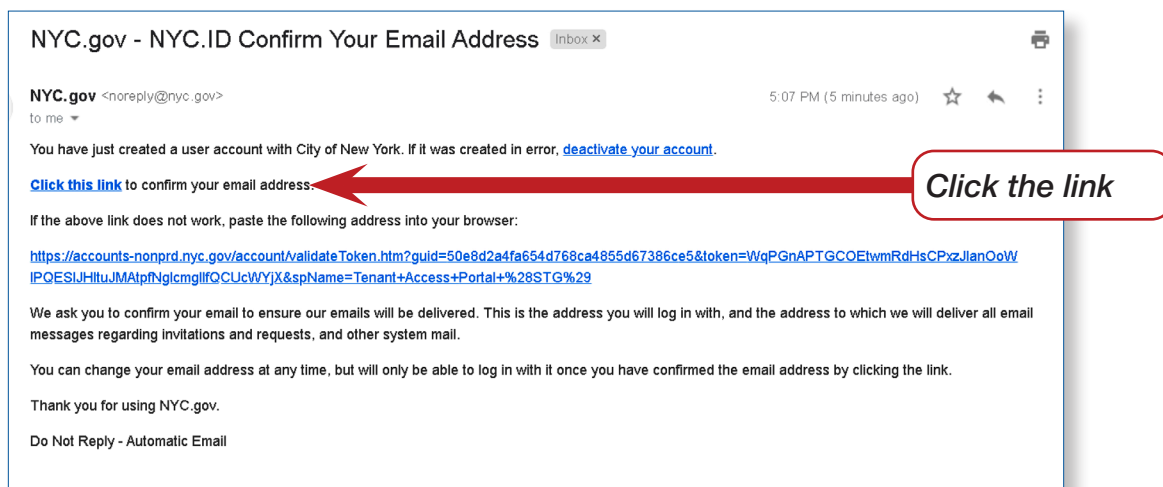 NYC.gov - NYC.ID Confirm Your Email Address Inbox x
NYC.gov <noreply@nyc.gov> 5:07 PM (5 minutes ago)
to me
You have just created a user account with City of New York. If it was created in error, deactivate your account.
Click this link to confirm your email address.
Click the link
If the above link does not work, paste the following address into your browser:
https://accounts-nonprd.nyc.gov/account/validateToken.htm?guid=50e8d2a4fa654d768ca4855d67386ce5&token=WqPGnAPTGCOEtwmRdHsCPxzJlanOoW
IPQESIJHltuJMAtpfNglcmgllfQCUcWYjX&spName=Tenant+Access+Portal+%28STG%29
We ask you to confirm your email to ensure our emails will be delivered. This is the address you will log in with, and the address to which we will deliver all email
messages regarding invitations and requests, and other system mail.
You can change your email address at any time, but will only be able to log in with it once you have confirmed the email address by clicking the link.
Thank you for using NYC.gov.
Do Not Reply - Automatic Email